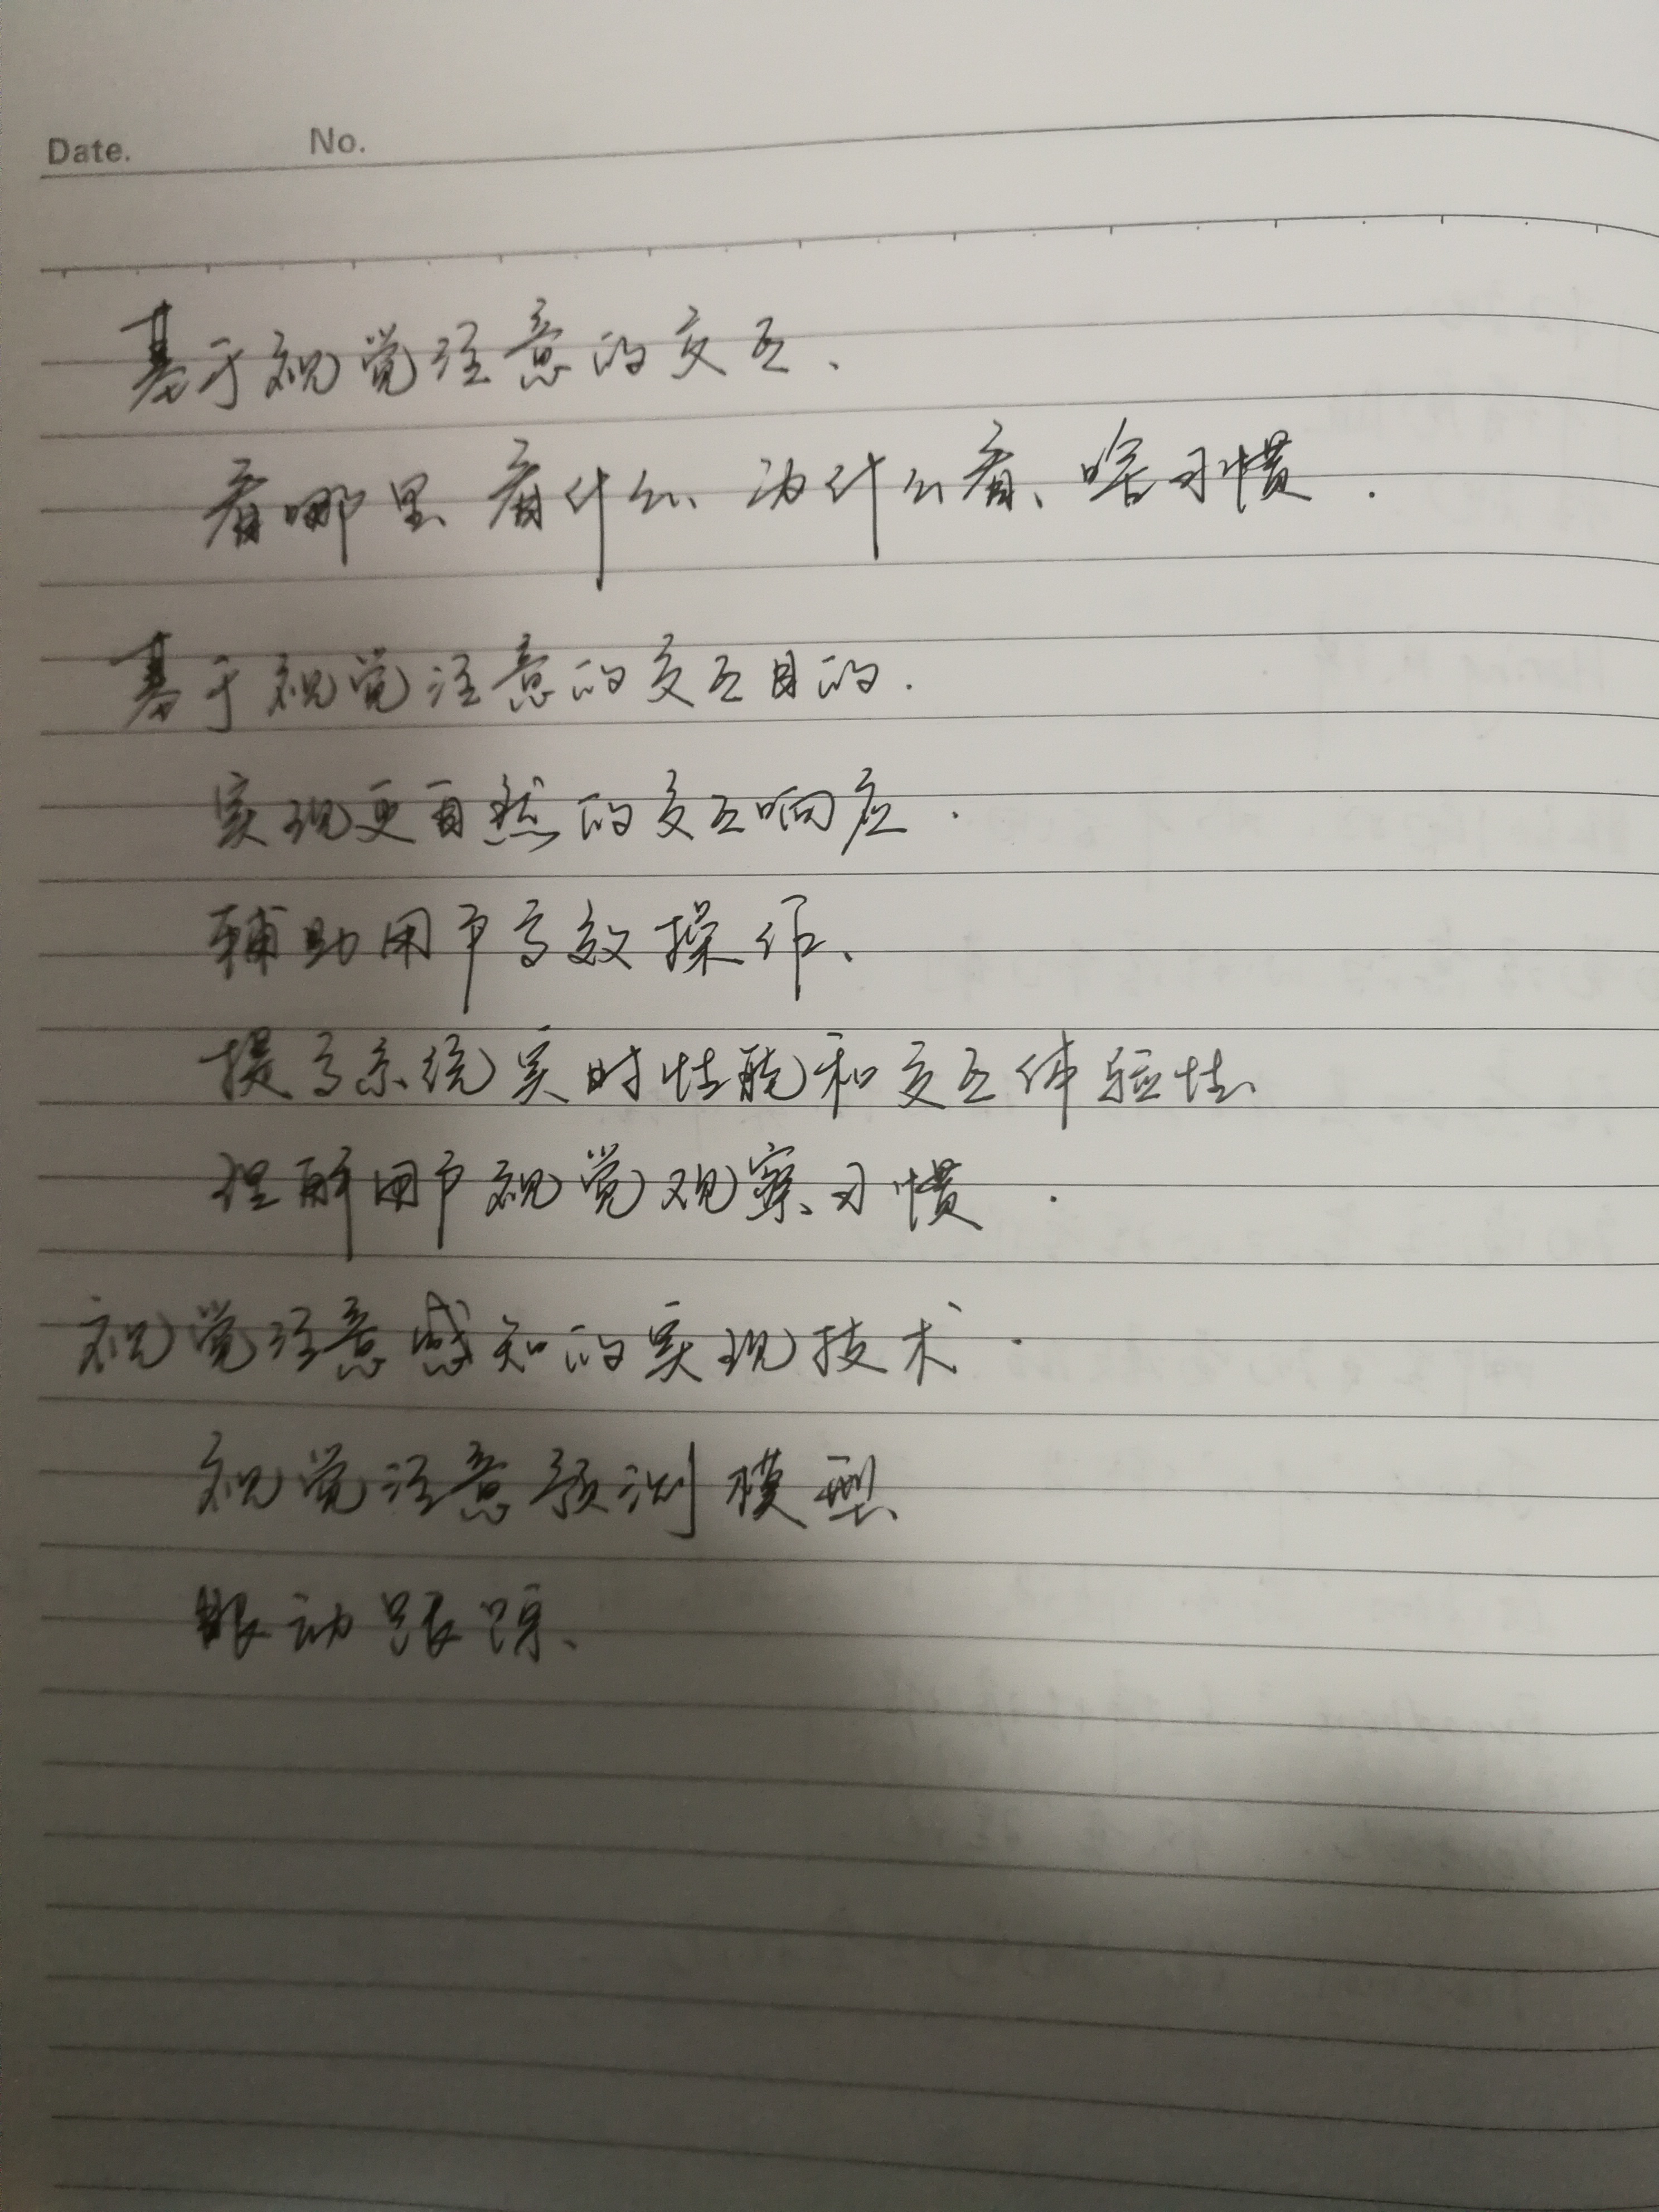 Date. No.
基于视觉注意的交互、
看哪里、看什么、为什么看、啥习惯.
基于视觉注意的交互目的.
实现更自然的交互响应.
辅助用户高效操作、
提高系统实时性能和交互体验性、
理解用户视觉观察习惯.
视觉注意感知的实现技术.
视觉注意预测模型、
眼动跟踪、